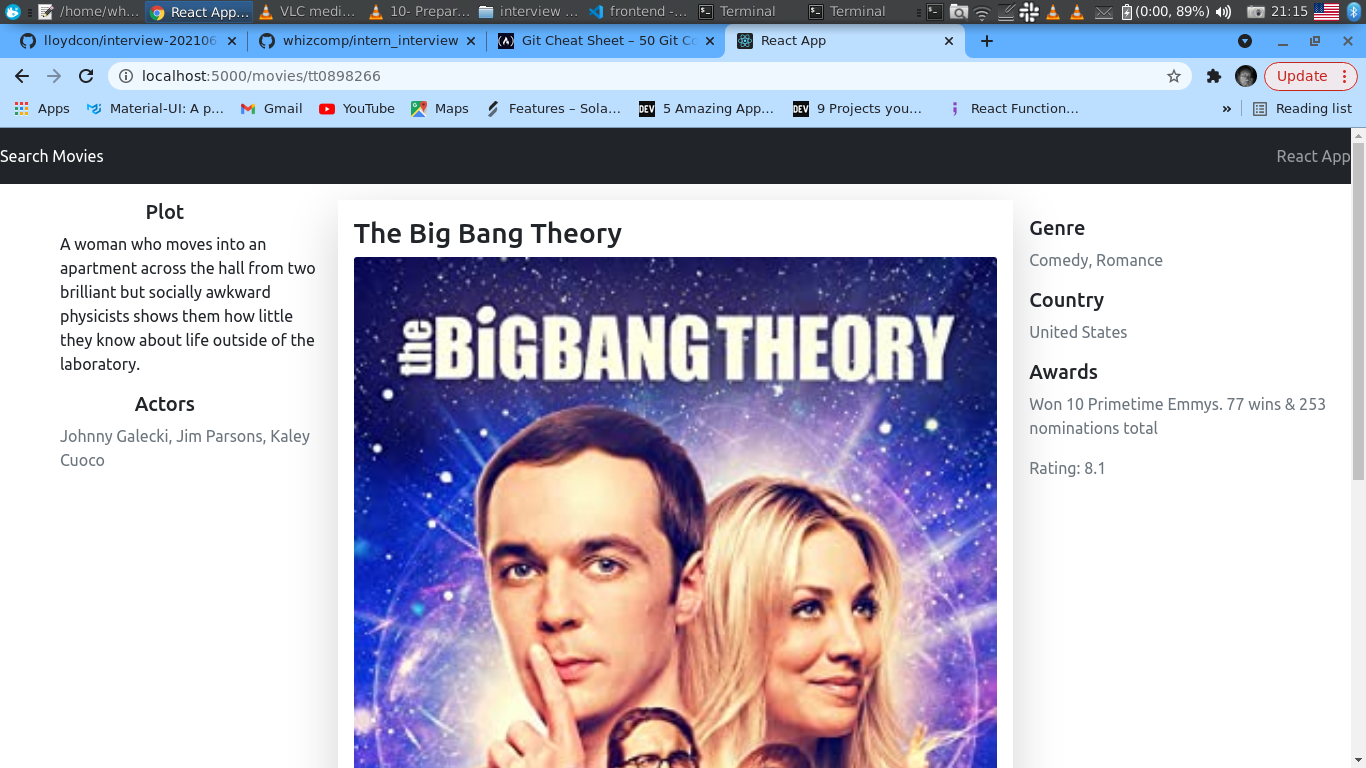 /home/wh...
React App...
VLC medi...
10- Prepar...
interview ...
frontend -...
Terminal
Terminal
(0:00, 89%)
21:15
lloydcon/interview-202106
whizcomp/intern_interview
Git Cheat Sheet – 50 Git Co
React App
localhost:5000/movies/tt0898266
Update
Apps
Material-UI: A p...
Gmail
YouTube
Maps
Features – Sola...
DEV
5 Amazing App...
DEV
9 Projects you...
React Function...
»
Reading list
Search Movies
React App
Plot
A woman who moves into an
apartment across the hall from two
brilliant but socially awkward
physicists shows them how little
they know about life outside of the
laboratory.
Actors
Johnny Galecki, Jim Parsons, Kaley
Cuoco
The Big Bang Theory
the BiGBANG THEORY
Genre
Comedy, Romance
Country
United States
Awards
Won 10 Primetime Emmys. 77 wins & 253
nominations total
Rating: 8.1